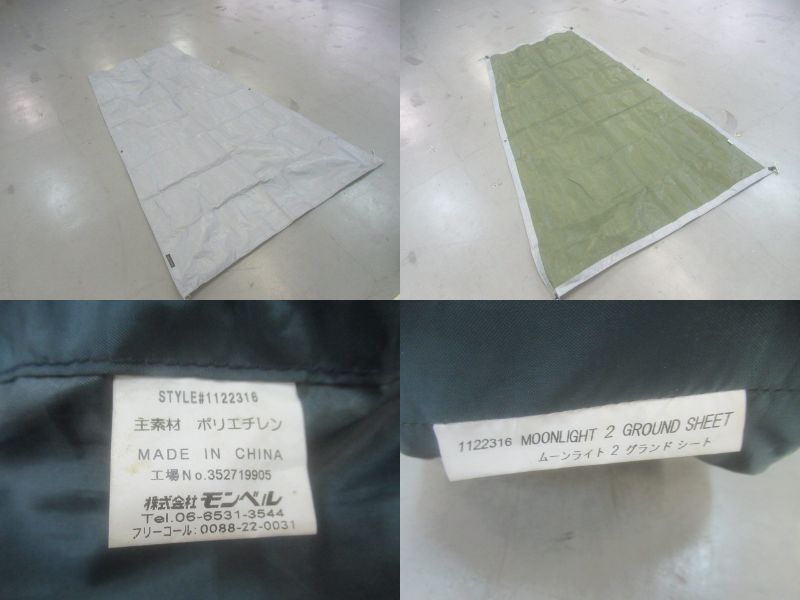 STYLE#1122316
主素材 ポリエチレン
MADE IN CHINA
工場No.352719905
株式会社 モンベル
Tel.06-6531-3544
フリーコール:0088-22-0031
1122316 MOONLIGHT 2 GROUND SHEET
ムーンライト 2 グランド シート